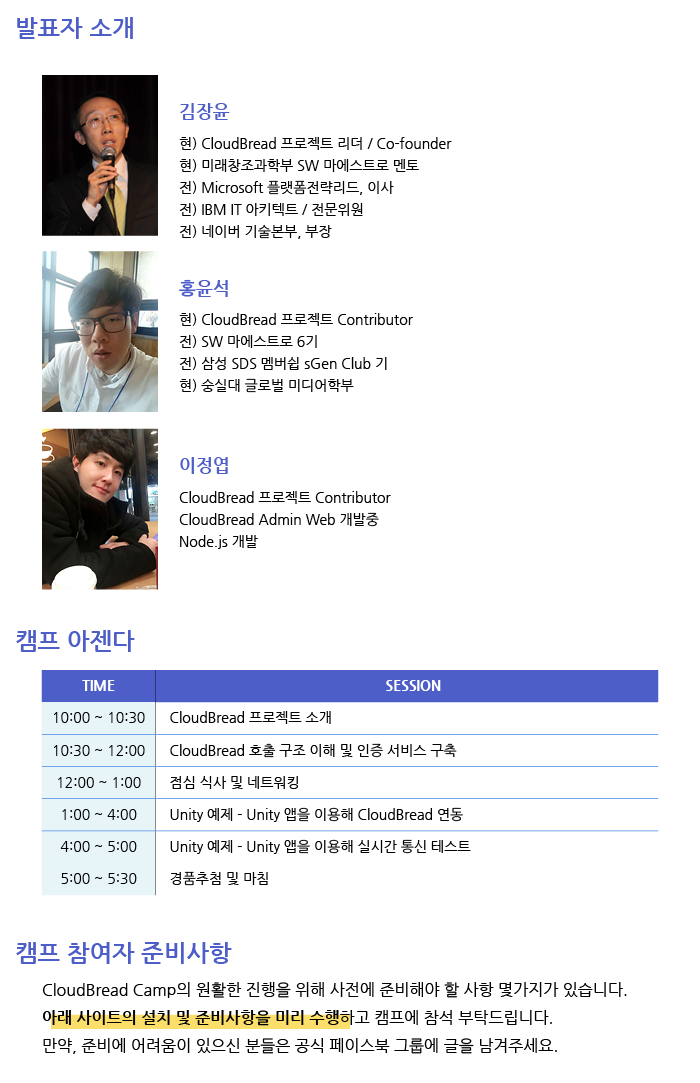 발표자 소개
김장윤
현) CloudBread 프로젝트 리더 / Co-founder
현) 미래창조과학부 SW 마에스트로 멘토
전) Microsoft 플랫폼전략리드, 이사
전) IBM IT 아키텍트 / 전문위원
전) 네이버 기술본부, 부장
홍윤석
현) CloudBread 프로젝트 Contributor
전) SW 마에스트로 6기
전) 삼성 SDS 멤버쉽 sGen Club 기
현) 숭실대 글로벌 미디어학부
이정엽
CloudBread 프로젝트 Contributor
CloudBread Admin Web 개발중
Node.js 개발
캠프 아젠다
TIME SESSION
10:00 ~ 10:30 CloudBread 프로젝트 소개
10:30 ~ 12:00 CloudBread 호출 구조 이해 및 인증 서비스 구축
12:00 ~ 1:00 점심 식사 및 네트워킹
1:00 ~ 4:00 Unity 예제 - Unity 앱을 이용해 CloudBread 연동
4:00 ~ 5:00 Unity 예제 - Unity 앱을 이용해 실시간 통신 테스트
5:00 ~ 5:30 경품추첨 및 마침
캠프 참여자 준비사항
CloudBread Camp의 원활한 진행을 위해 사전에 준비해야 할 사항 몇가지가 있습니다.
아래 사이트의 설치 및 준비사항을 미리 수행하고 캠프에 참석 부탁드립니다.
만약, 준비에 어려움이 있으신 분들은 공식 페이스북 그룹에 글을 남겨주세요.